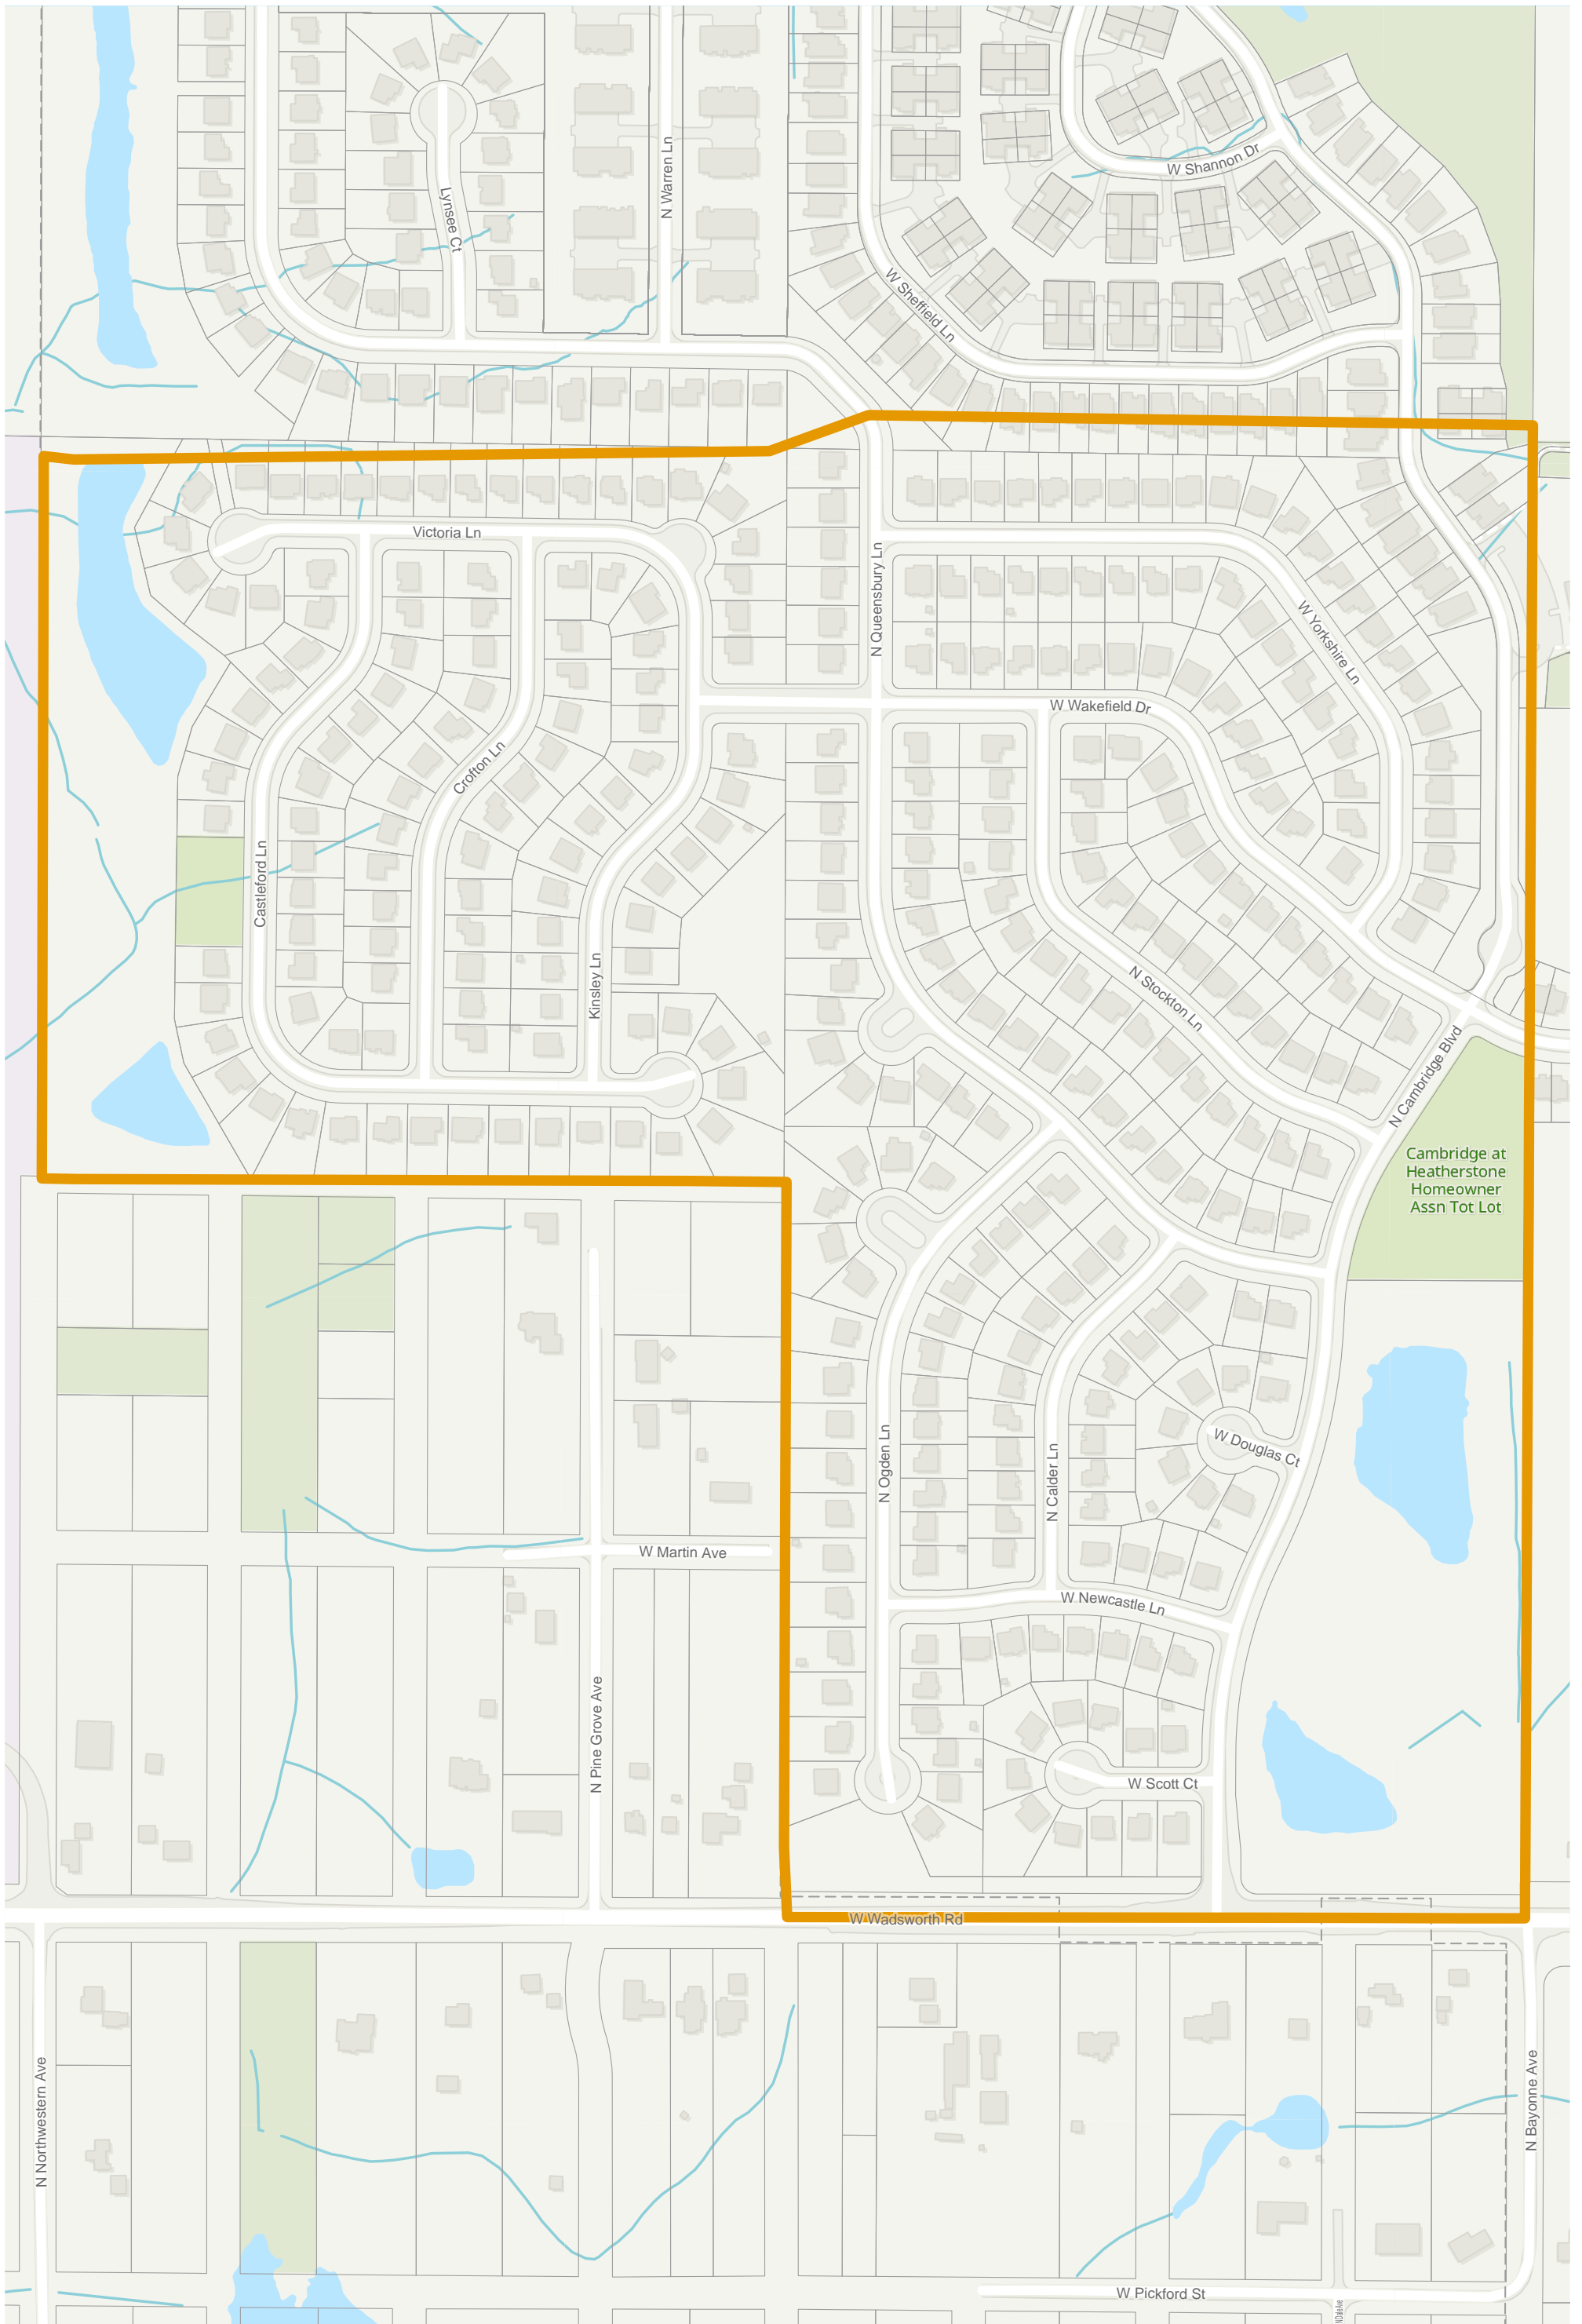 N Warren Ln
W Shannon Dr
Lynsee Ct
W Sheffield Ln
Victoria Ln
N Queensbury Ln
W Yorkshire Ln
W Wakefield Dr
Crofton Ln
Castleford Ln
Kinsley Ln
N Stockton Ln
N Cambridge Blvd
Cambridge at
Heatherstone
Homeowner
Assn Tot Lot
N Ogden Ln
N Calder Ln
W Douglas Ct
W Martin Ave
W Newcastle Ln
N Pine Grove Ave
W Scott Ct
W Wadsworth Rd
N Northwestern Ave
N Bayonne Ave
W Pickford St